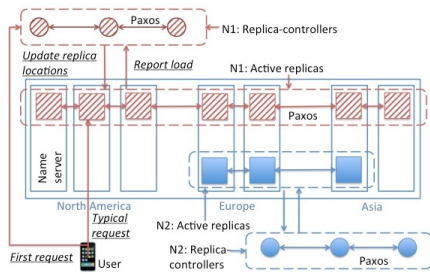 Paxos
N1: Replica-controllers
Update replica
locations
Report load
N1: Active replicas
Paxos
Name
server
North America
Europe
Asia
Typical
request
N2: Active replicas
N2: Replica-
controllers
Paxos
First request
User